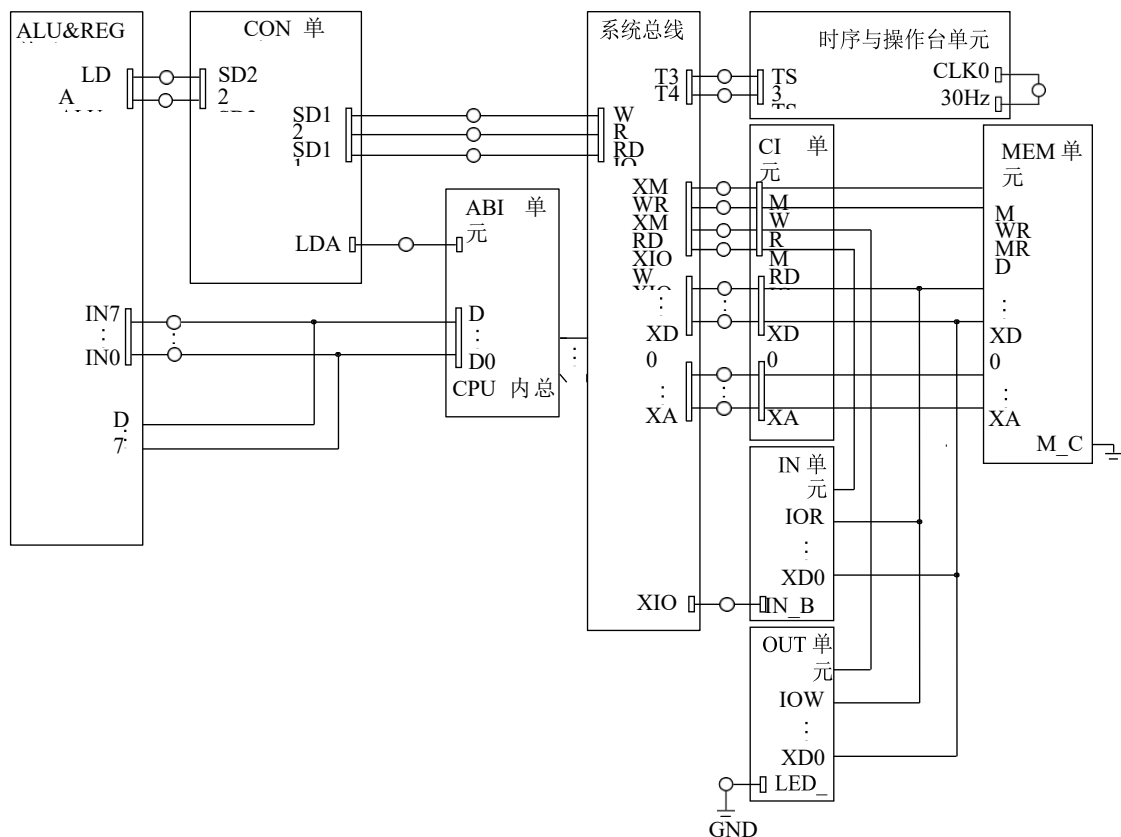 ALU&REG
LD
A
IN7
⋮
IN0
D
7
CON 单
SD2
2
SD1
2
SD1
LDA
ABI 单
元
D
⋮
D0
CPU 内总
系统总线
T3
T4
W
R
RD
XM
WR
XM
RD
XIO
W
⋮
XD
0
⋮
XA
XIO
时序与操作台单元
TS
3
CLK0
30Hz
CI 单
元
M
W
R
M
RD
⋮
XD
0
⋮
XA
MEM 单
元
M
WR
MR
D
⋮
XD
0
⋮
XA
M_C
IN 单
元
IOR
⋮
XD0
IN_B
OUT 单
元
IOW
⋮
XD0
LED_
GND